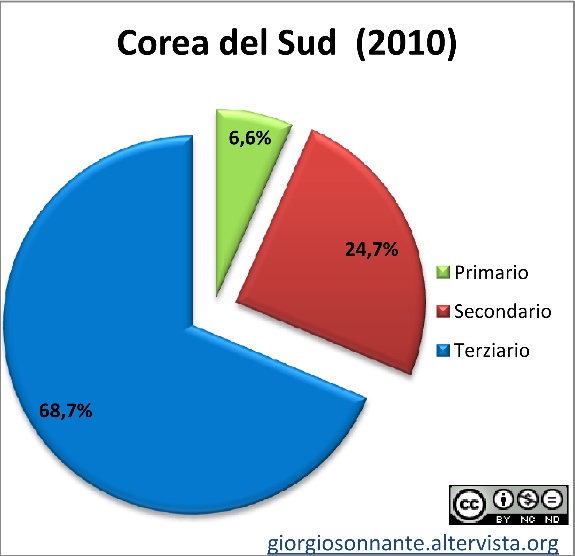 Corea del Sud  (2010)
6,6%
24,7%
68,7%
Primario
Secondario
Terziario
cc
BY NC ND
giorgiosonnante.altervista.org